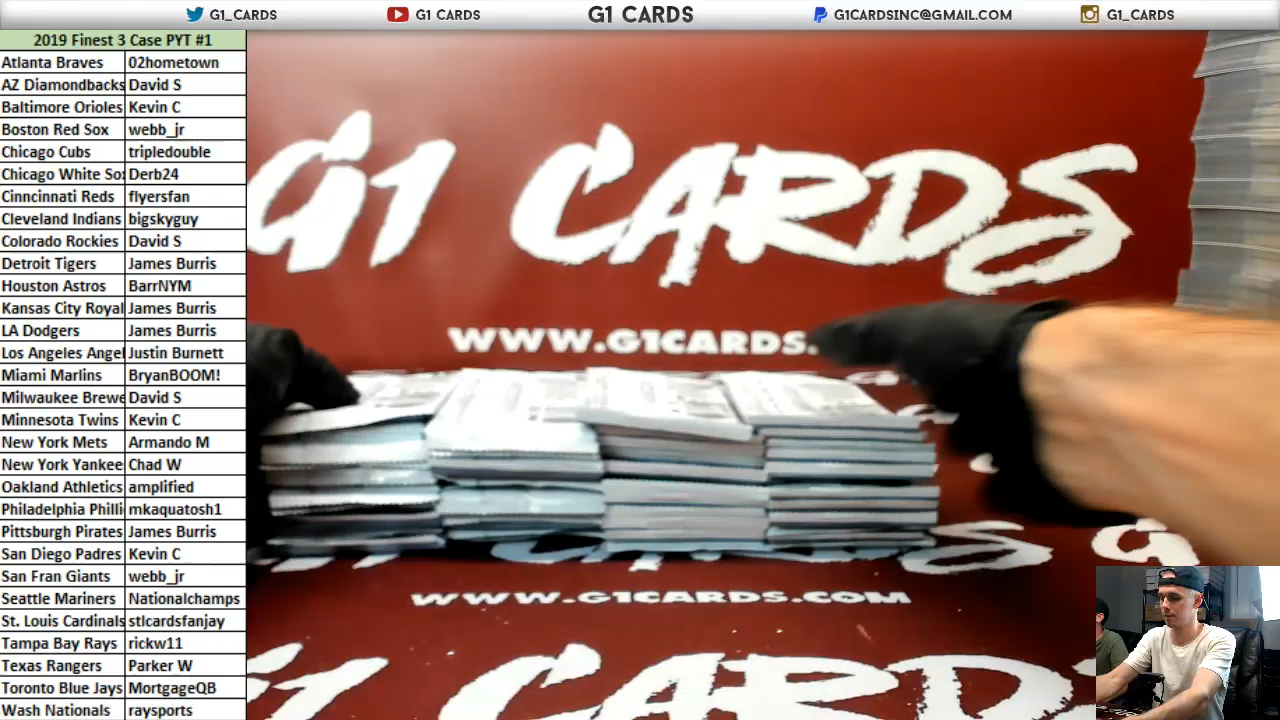 G1_CARDS
G1 CARDS
G1 CARDS
G1CARDSINC@GMAIL.COM
G1_CARDS
2019 Finest 3 Case PYT #1
Atlanta Braves 02hometown
AZ Diamondbacks David S
Baltimore Orioles Kevin C
Boston Red Sox webb_jr
Chicago Cubs tripledouble
Chicago White So Derb24
Cinncinnati Reds flyersfan
Cleveland Indians bigskyguy
Colorado Rockies David S
Detroit Tigers James Burris
Houston Astros BarrNYM
Kansas City Royal James Burris
LA Dodgers James Burris
Los Angeles Angel Justin Burnett
Miami Marlins BryanBOOM!
Milwaukee Brewe David S
Minnesota Twins Kevin C
New York Mets Armando M
New York Yankee Chad W
Oakland Athletics amplified
Philadelphia Philli mkaquatosh1
Pittsburgh Pirates James Burris
San Diego Padres Kevin C
San Fran Giants webb_jr
Seattle Mariners Nationalchamps
St. Louis Cardinals stlcardsfanjay
Tampa Bay Rays rickw11
Texas Rangers Parker W
Toronto Blue Jays MortgageQB
Wash Nationals raysports
G1 CARDS
WWW.G1CARDS.
WWW.G1CARDS.COM
G1 CARDS